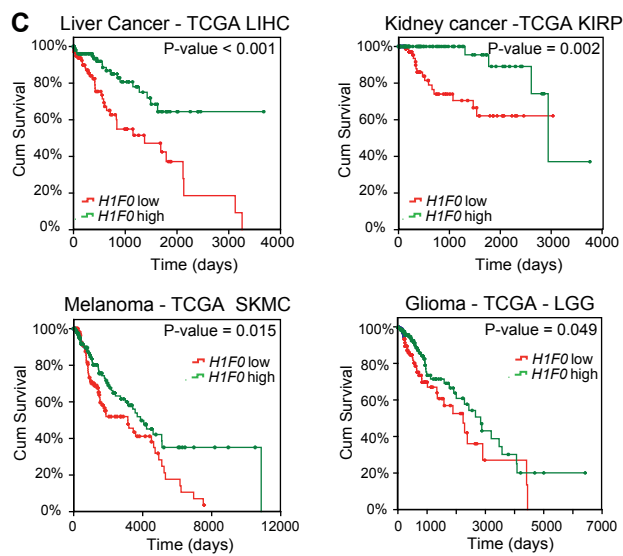 C
Liver Cancer - TCGA LIHC
P-value < 0.001
Cum Survival
100%
80%
60%
40%
20%
0%
H1F0 low
H1F0 high
0 1000 2000 3000 4000
Time (days)
Kidney cancer -TCGA KIRP
P-value = 0.002
Cum Survival
100%
80%
60%
40%
20%
0%
H1F0 low
H1F0 high
0 1000 2000 3000 4000
Time (days)
Melanoma - TCGA SKMC
P-value = 0.015
Cum Survival
100%
80%
60%
40%
20%
0%
H1F0 low
H1F0 high
0 4000 8000 12000
Time (days)
Glioma - TCGA - LGG
P-value = 0.049
Cum Survival
100%
80%
60%
40%
20%
0%
H1F0 low
H1F0 high
0 1000 3000 5000 7000
Time (days)